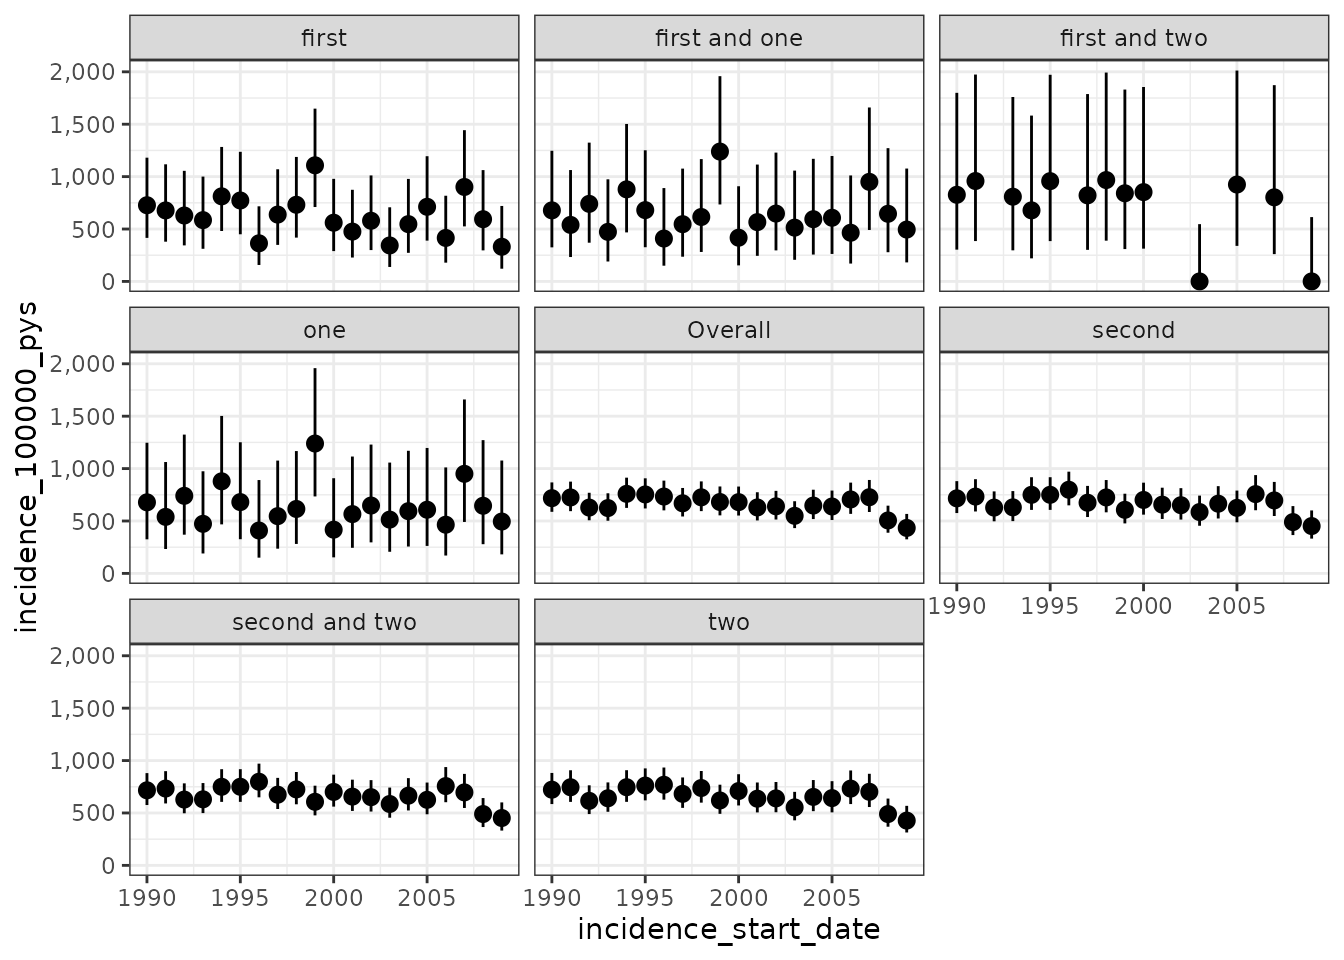 first
first and one
first and two
2,000
1,500
1,000
500
0
one
Overall
second
2,000
1,500
1,000
500
0
1990 1995 2000 2005
second and two
two
2,000
1,500
1,000
500
0
1990 1995 2000 2005
1990 1995 2000 2005
incidence_start_date
incidence_100000_pys